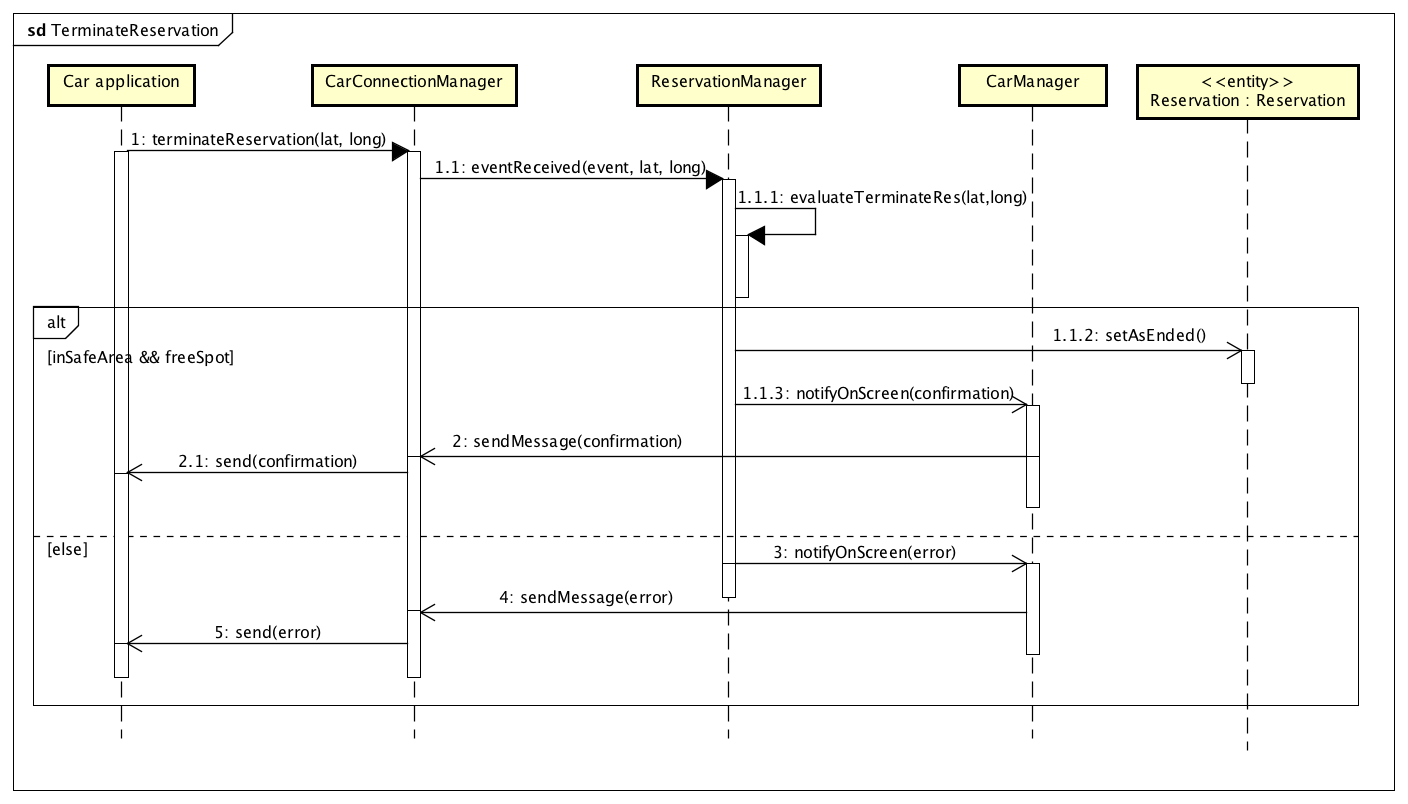 sd TerminateReservation
Car application
CarConnectionManager
ReservationManager
CarManager
<<entity>>
Reservation : Reservation
1: terminateReservation(lat, long)
1.1: eventReceived(event, lat, long)
1.1.1: evaluateTerminateRes(lat,long)
alt
[inSafeArea && freeSpot]
1.1.2: setAsEnded()
1.1.3: notifyOnScreen(confirmation)
2: sendMessage(confirmation)
2.1: send(confirmation)
[else]
3: notifyOnScreen(error)
4: sendMessage(error)
5: send(error)